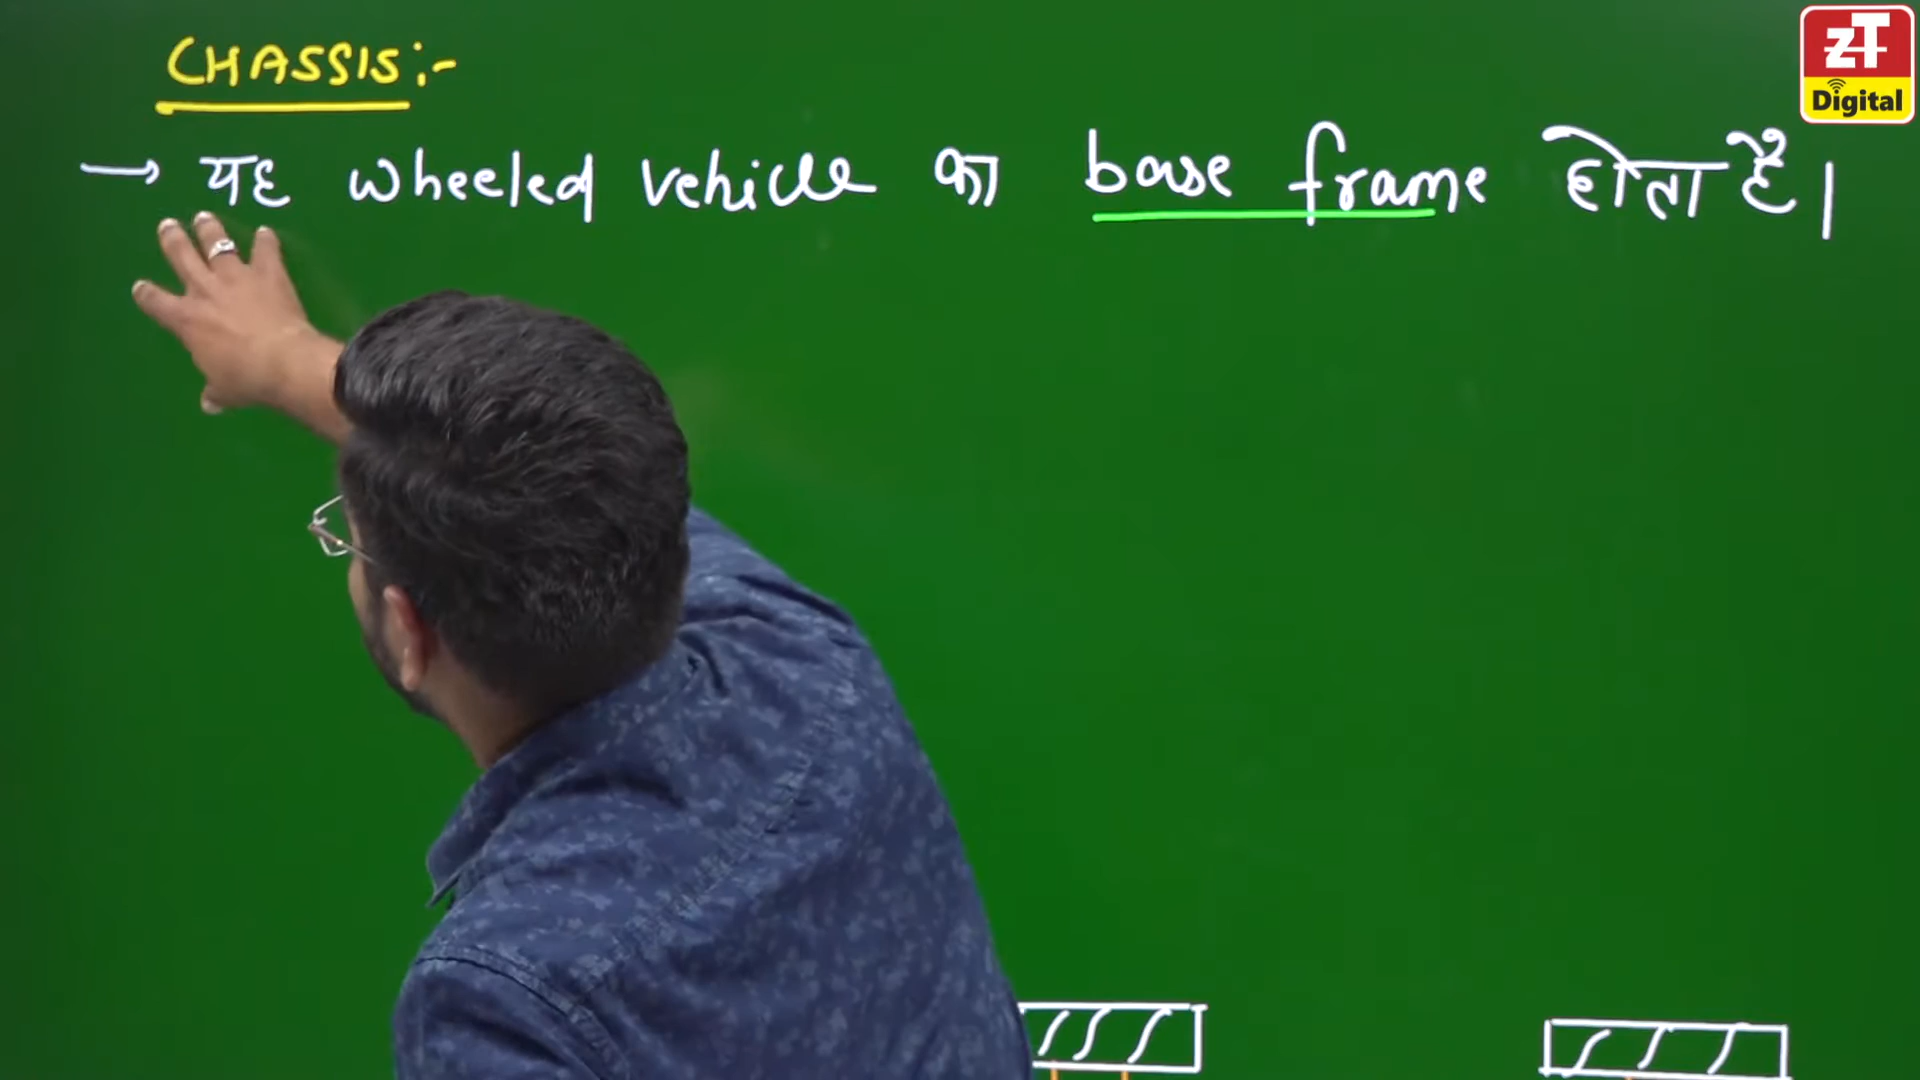 CHASSIS:-
→ यह wheeled vehicle का base frame होता है।
ZT
Digital